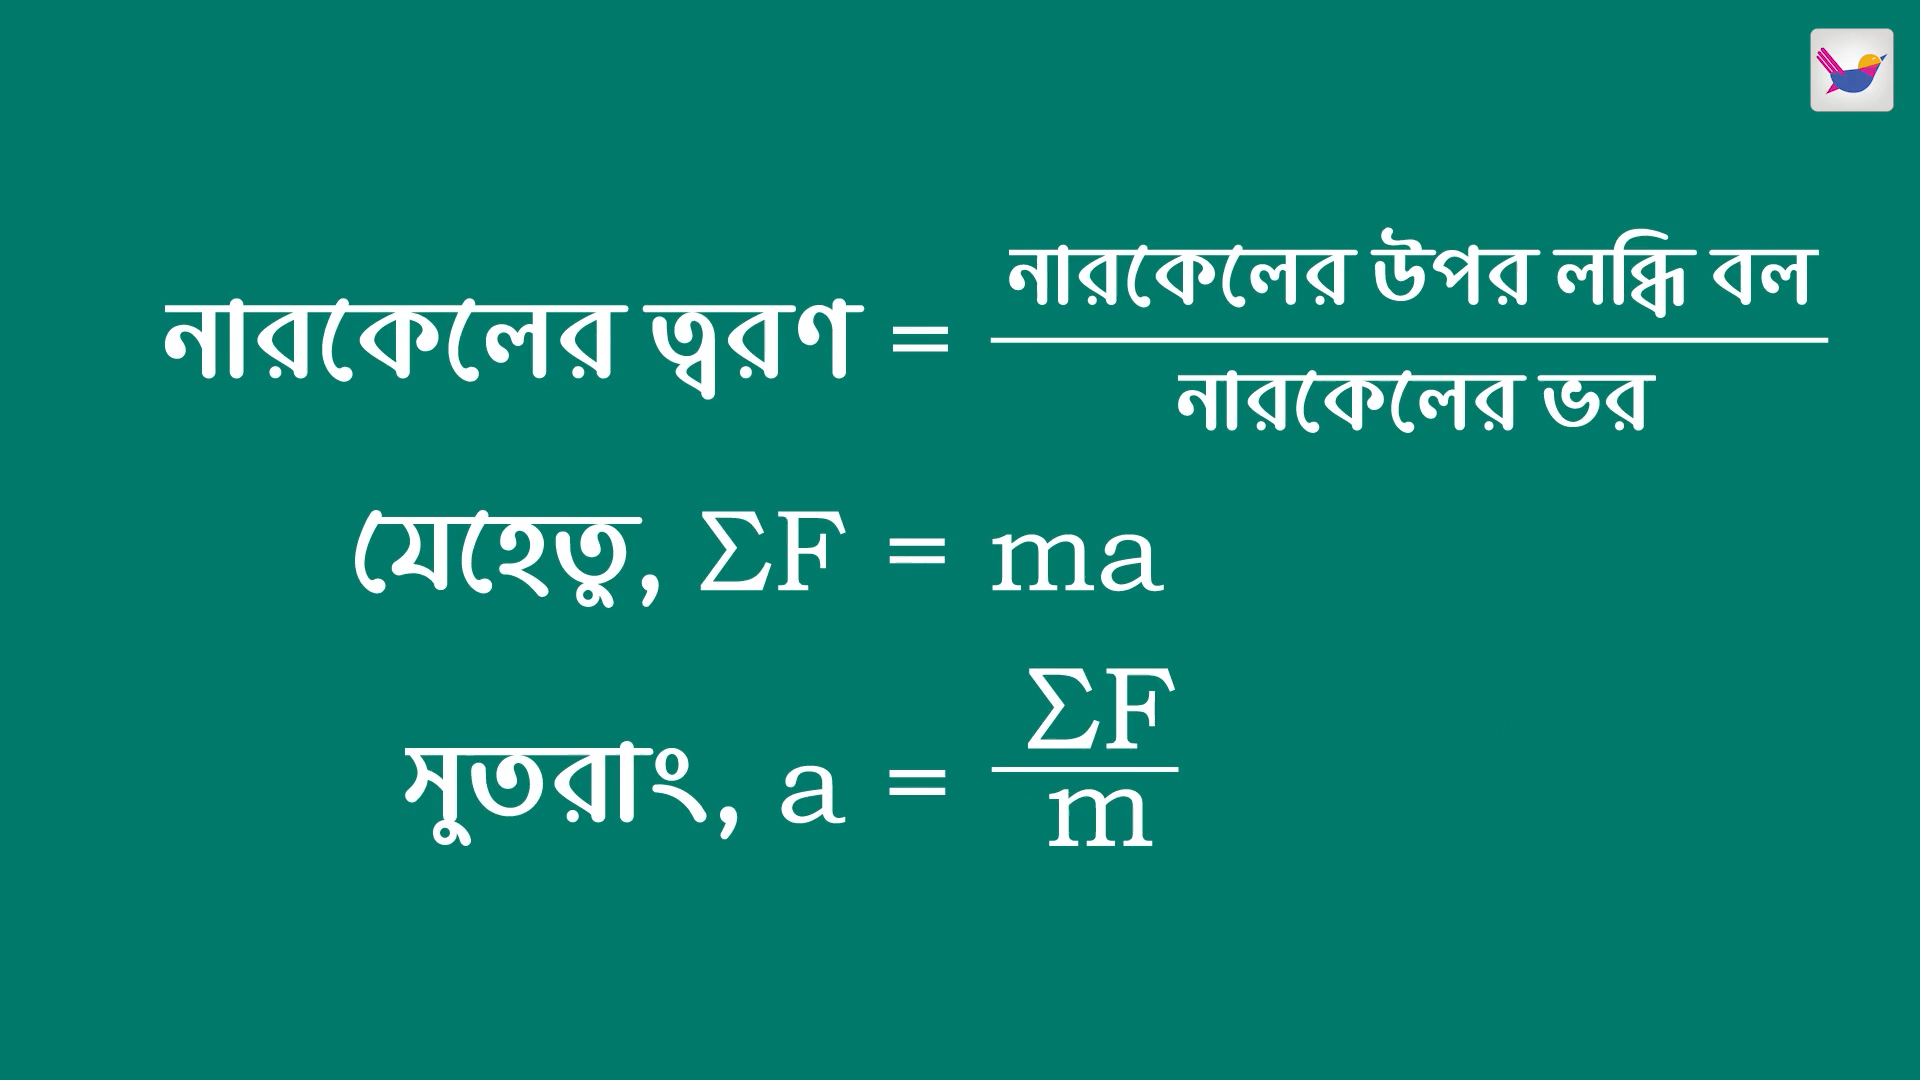 নারকেলের ত্বরণ = নারকেলের উপর লব্ধি বল
নারকেলের ভর
যেহেতু, ΣF = ma
সুতরাং, a = ΣF
m